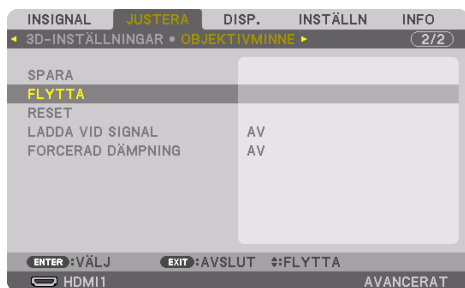 INSIGNAL JUSTERA DISP. INSTÄLLN INFO
3D-INSTÄLLNINGAR • OBJEKTIVMINNE 2/2
SPARA
FLYTTA
RESET
LADDA VID SIGNAL AV
FORCERAD DÄMPNING AV
ENTER :VÄLJ EXIT :AVSLUT :FLYTTA
HDMI1 AVANCERAT